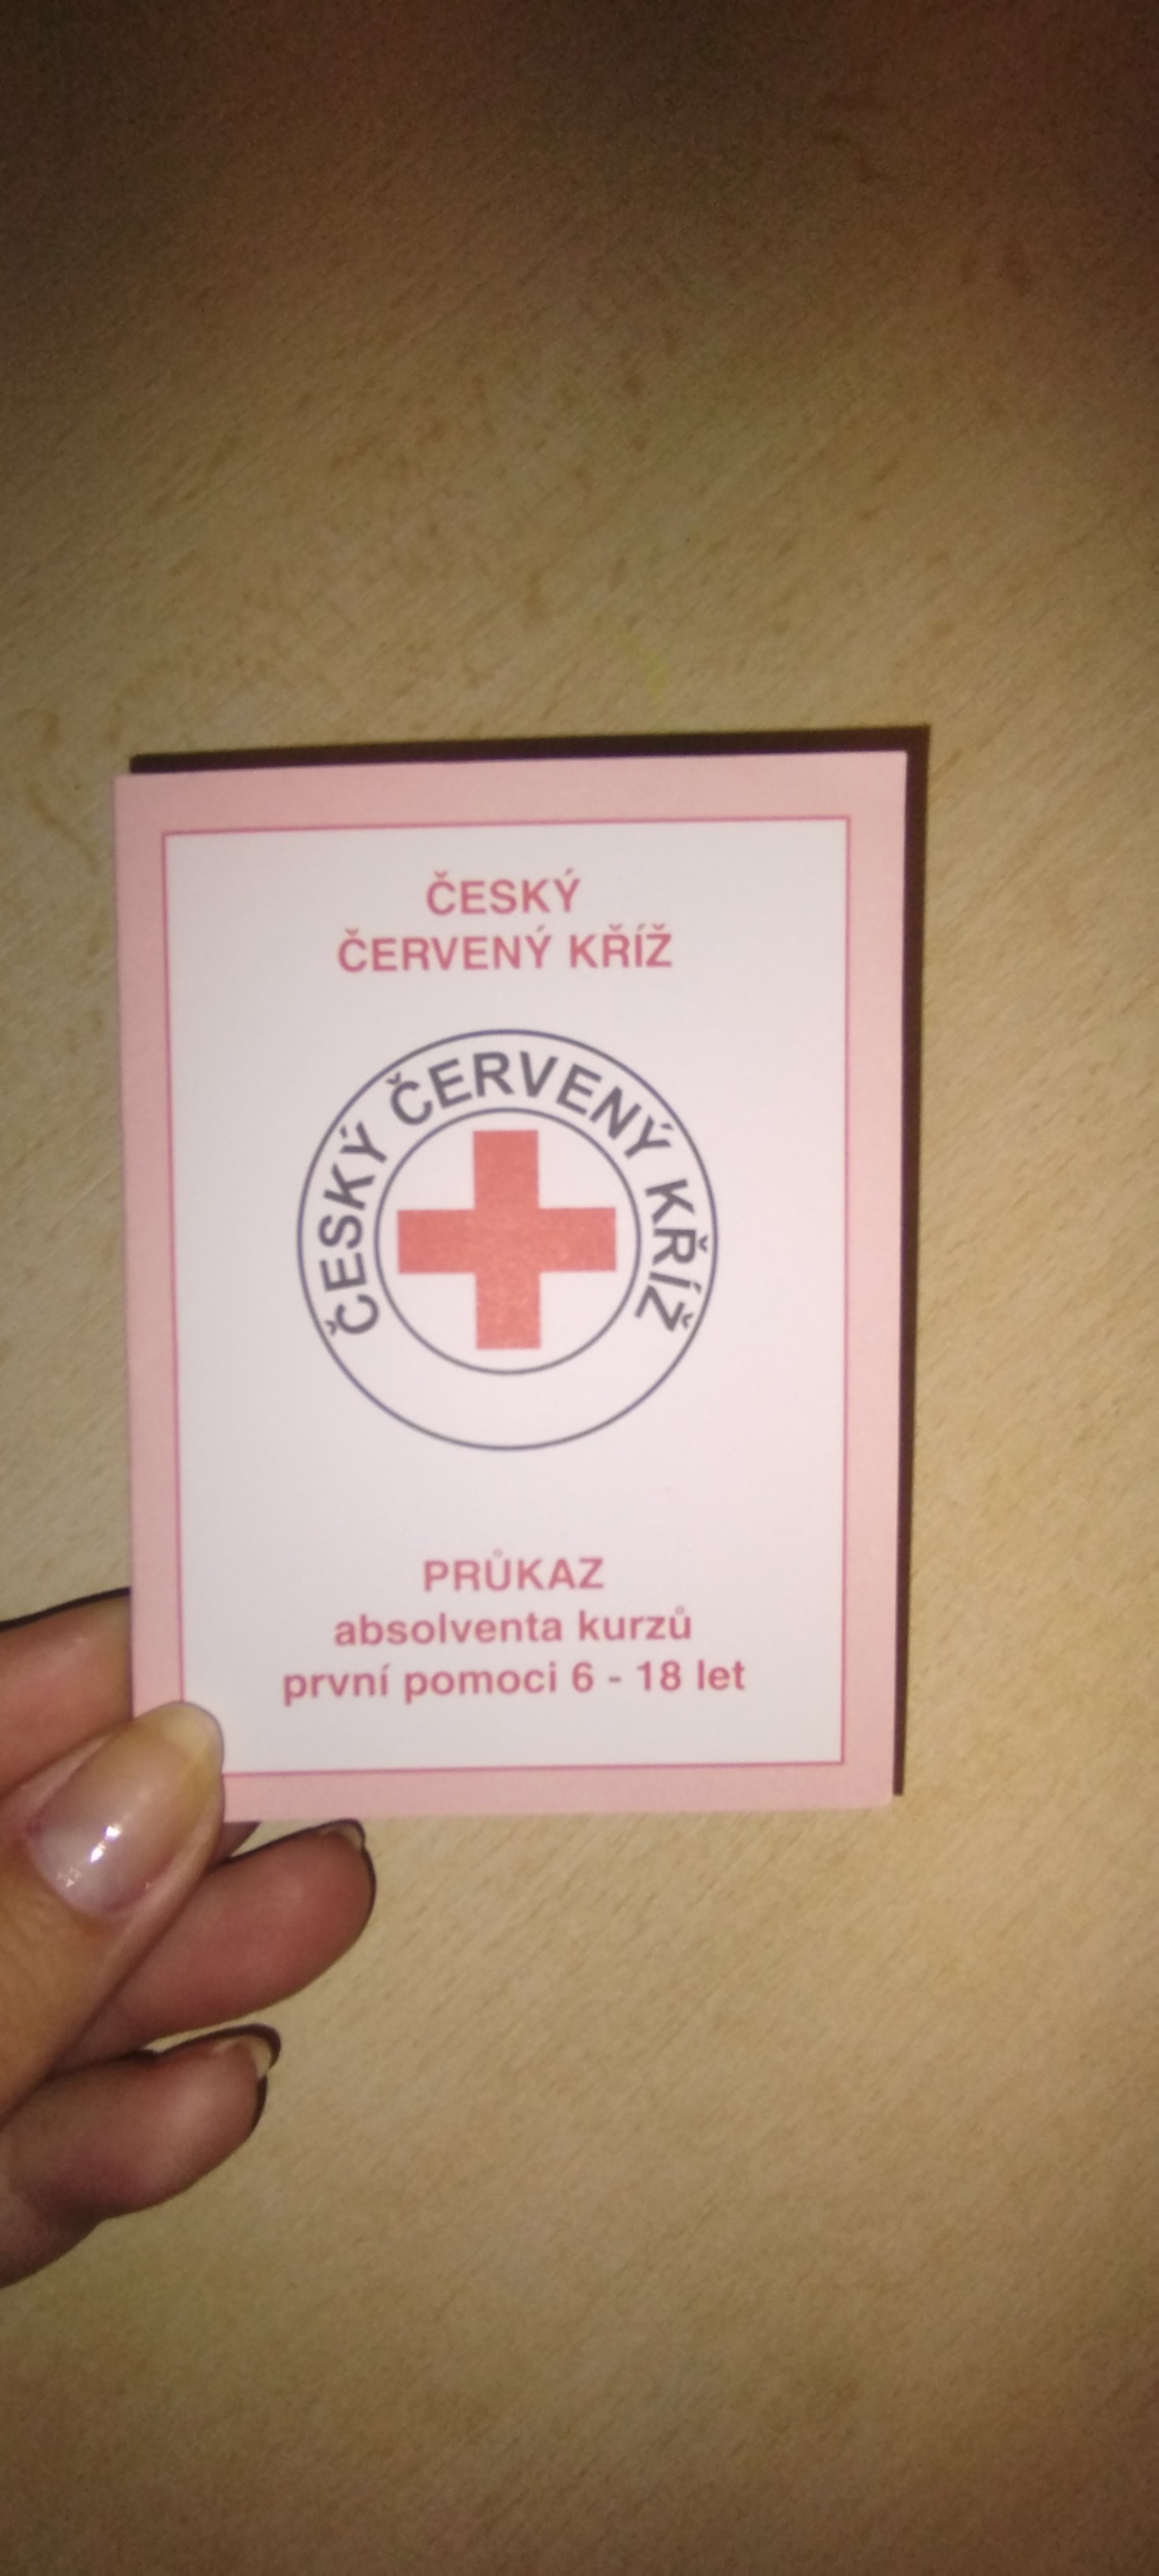 ČESKÝ
ČERVENÝ KŘÍŽ
ČESKÝ ČERVENÝ KŘÍŽ
PRŮKAZ
absolventa kurzů
první pomoci 6 - 18 let